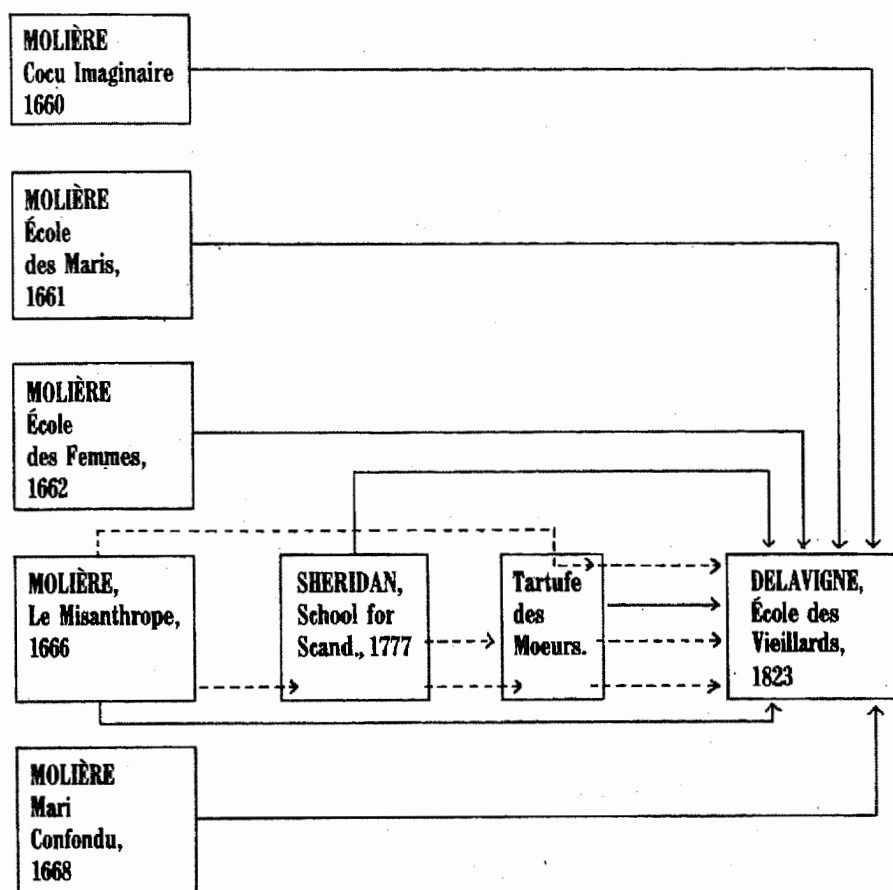 MOLIÈRE
Cocu Imaginaire
1660
MOLIÈRE
École
des Maris,
1661
MOLIÈRE
École
des Femmes,
1662
MOLIÈRE,
Le Misanthrope,
1666
SHERIDAN,
School for
Scand., 1777
Tartufe
des
Moeurs.
DELAVIGNE,
École des
Vieillards,
1823
MOLIÈRE
Mari
Confondu,
1668